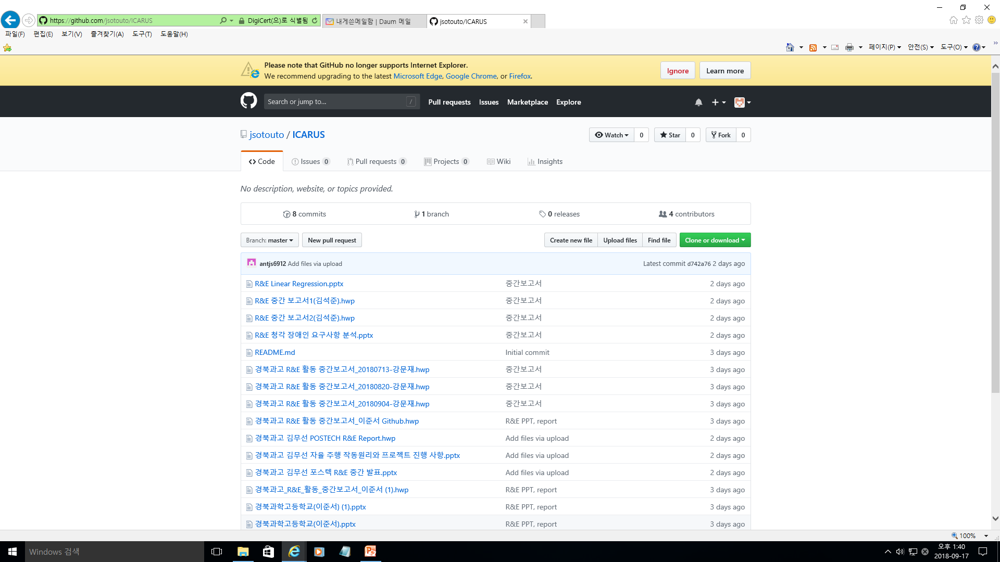 https://github.com/jsotouto/ICARUS DigiCert(으)로 식별됨 내게쓴메일함 | Daum 메일 jsotouto/ICARUS
파일(F) 편집(E) 보기(V) 즐겨찾기(A) 도구(T) 도움말(H)
페이지(P) 안전(S) 도구(O)
Please note that GitHub no longer supports Internet Explorer.
We recommend upgrading to the latest Microsoft Edge, Google Chrome, or Firefox.
Ignore Learn more
Search or jump to... / Pull requests Issues Marketplace Explore
jsotouto / ICARUS Watch 0 Star 0 Fork 0
Code Issues 0 Pull requests 0 Projects 0 Wiki Insights
No description, website, or topics provided.
8 commits 1 branch 0 releases 4 contributors
Branch: master New pull request Create new file Upload files Find file Clone or download
antjs6912 Add files via upload Latest commit d742a76 2 days ago
R&E Linear Regression.pptx 중간보고서 2 days ago
R&E 중간 보고서1(김석준).hwp 중간보고서 2 days ago
R&E 중간 보고서2(김석준).hwp 중간보고서 2 days ago
R&E 청각 장애인 요구사항 분석.pptx 중간보고서 2 days ago
README.md Initial commit 3 days ago
경북과고 R&E 활동 중간보고서_20180713-강문재.hwp 중간보고서 3 days ago
경북과고 R&E 활동 중간보고서_20180820-강문재.hwp 중간보고서 3 days ago
경북과고 R&E 활동 중간보고서_20180904-강문재.hwp 중간보고서 3 days ago
경북과고 R&E 활동 중간보고서_이준서 Github.hwp R&E PPT, report 3 days ago
경북과고 김무선 POSTECH R&E Report.hwp Add files via upload 2 days ago
경북과고 김무선 자율 주행 작동원리와 프로젝트 진행 사항.pptx Add files via upload 2 days ago
경북과고 김무선 포스텍 R&E 중간 발표.pptx Add files via upload 2 days ago
경북과고_R&E_활동_중간보고서_이준서 (1).hwp R&E PPT, report 3 days ago
경북과학고등학교(이준서) (1).pptx R&E PPT, report 3 days ago
경북과학고등학교(이준서).pptx R&E PPT, report 3 days ago
100%
Windows 검색 오후 1:40
2018-09-17